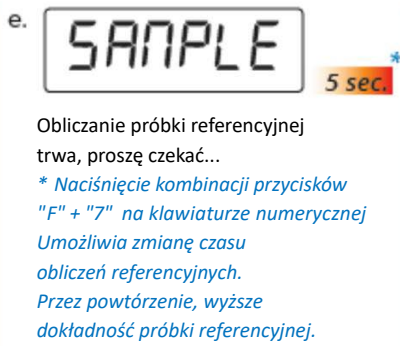 e.
SAMPLE
5 sec.*
Obliczanie próbki referencyjnej
trwa, proszę czekać...
* Naciśnięcie kombinacji przycisków
"F" + "7" na klawiaturze numerycznej
Umożliwia zmianę czasu
obliczeń referencyjnych.
Przez powtórzenie, wyższe
dokładność próbki referencyjnej.